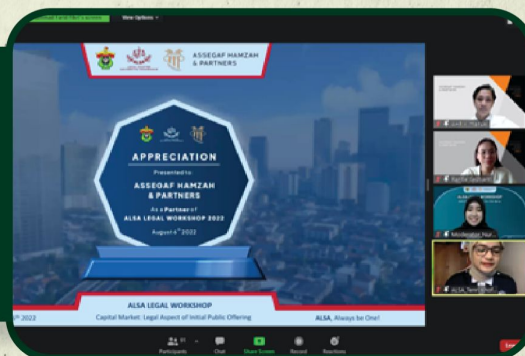 View Options
ASSEGAF HAMZAH
& PARTNERS
APPRECIATION
Presented to:
ASSEGAF HAMZAH
& PARTNERS
As a Partner of
ALSA LEGAL WORKSHOP 2022
August 6th 2022
ALSA LEGAL WORKSHOP
2022
Capital Market: Legal Aspect of Initial Public Offering
ALSA, Always be One!
Moderator
Participants
Chat
Share Screen
Record
Reactions